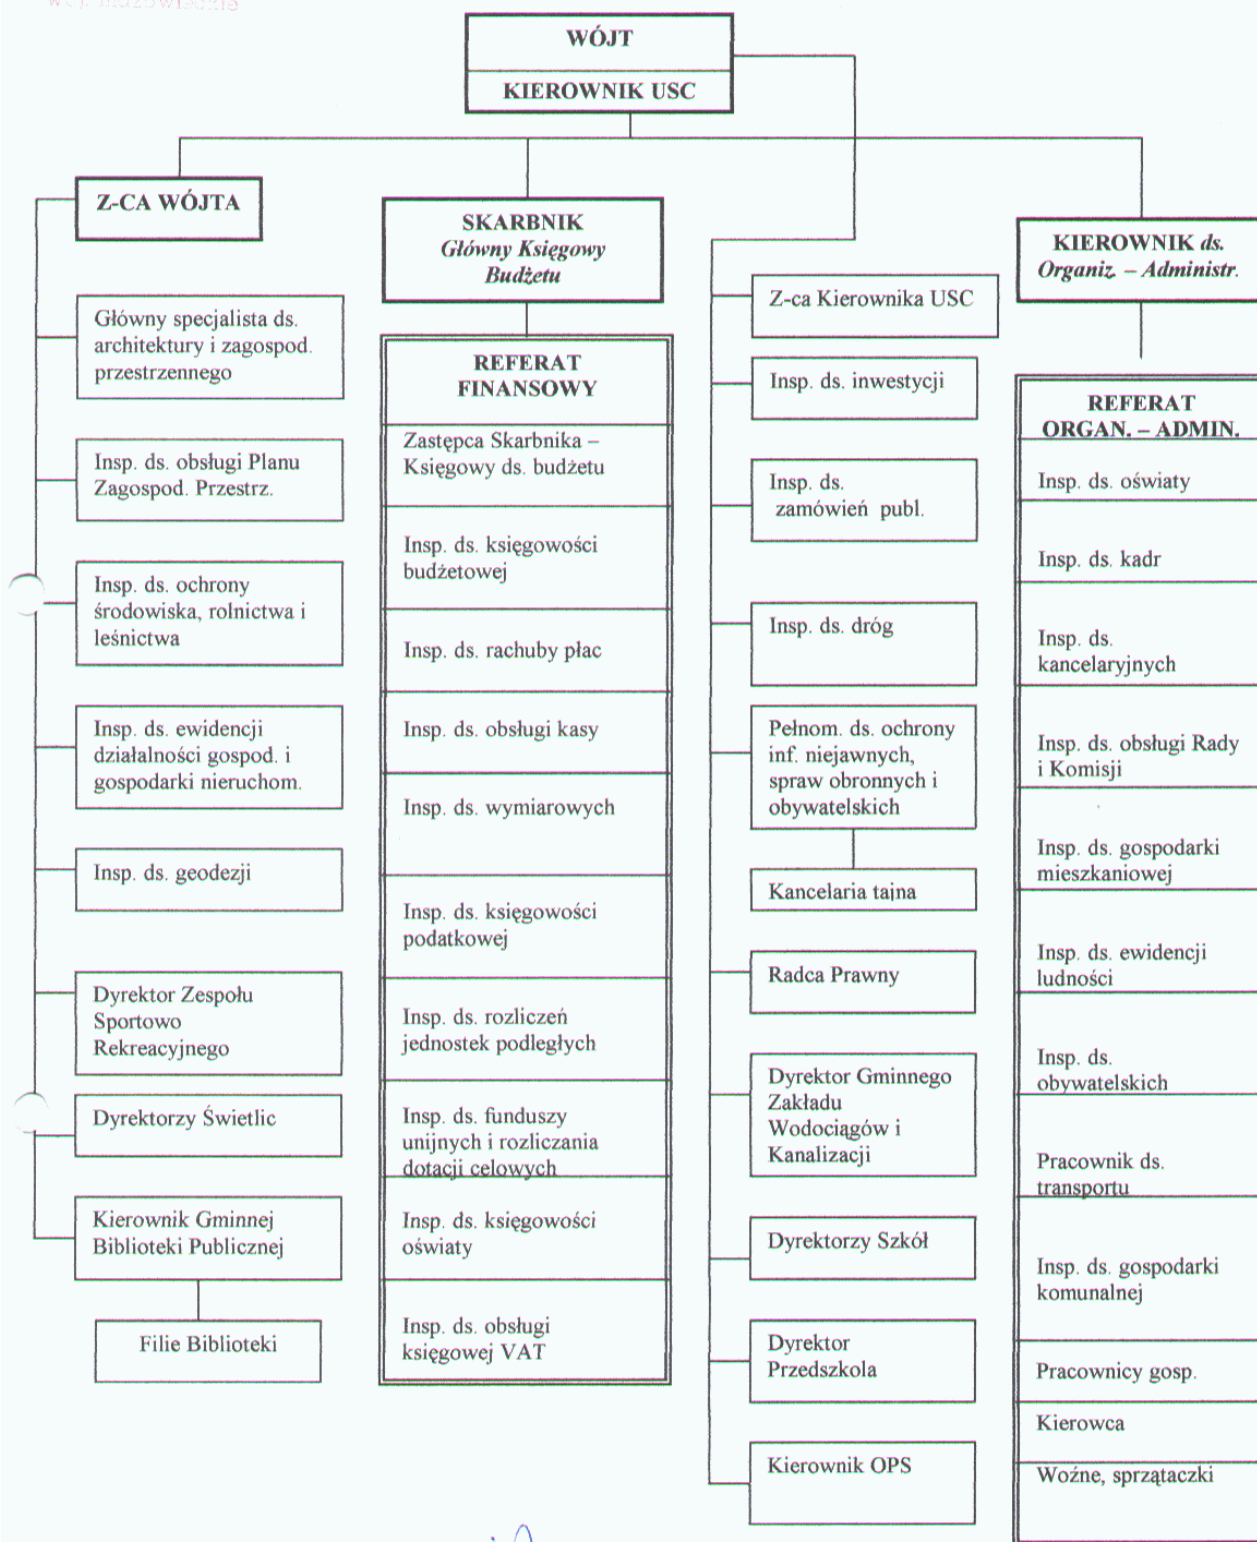 woj. mazowieckie
WÓJT
KIEROWNIK USC
Z-CA WÓJTA
Główny specjalista ds.
architektury i zagospod.
przestrzennego
Insp. ds. obsługi Planu
Zagospod. Przestrz.
Insp. ds. ochrony
środowiska, rolnictwa i
leśnictwa
Insp. ds. ewidencji
działalności gospod. i
gospodarki nieruchom.
Insp. ds. geodezji
Dyrektor Zespołu
Sportowo
Rekreacyjnego
Dyrektorzy Świetlic
Kierownik Gminnej
Biblioteki Publicznej
Filie Biblioteki
SKARBNIK
Główny Księgowy
Budżetu
REFERAT
FINANSOWY
Zastępca Skarbnika –
Księgowy ds. budżetu
Insp. ds. księgowości
budżetowej
Insp. ds. rachuby płac
Insp. ds. obsługi kasy
Insp. ds. wymiarowych
Insp. ds. księgowości
podatkowej
Insp. ds. rozliczeń
jednostek podległych
Insp. ds. funduszy
unijnych i rozliczania
dotacji celowych
Insp. ds. księgowości
oświaty
Insp. ds. obsługi
księgowej VAT
Z-ca Kierownika USC
Insp. ds. inwestycji
Insp. ds.
zamówień publ.
Insp. ds. dróg
Pełnom. ds. ochrony
inf. niejawnych,
spraw obronnych i
obywatelskich
Kancelaria tajna
Radca Prawny
Dyrektor Gminnego
Zakładu
Wodociągów i
Kanalizacji
Dyrektorzy Szkół
Dyrektor
Przedszkola
Kierownik OPS
KIEROWNIK ds.
Organiz. – Administr.
REFERAT
ORGAN. – ADMIN.
Insp. ds. oświaty
Insp. ds. kadr
Insp. ds.
kancelaryjnych
Insp. ds. obsługi Rady
i Komisji
Insp. ds. gospodarki
mieszkaniowej
Insp. ds. ewidencji
ludności
Insp. ds.
obywatelskich
Pracownik ds.
transportu
Insp. ds. gospodarki
komunalnej
Pracownicy gosp.
Kierowca
Woźne, sprzątaczki